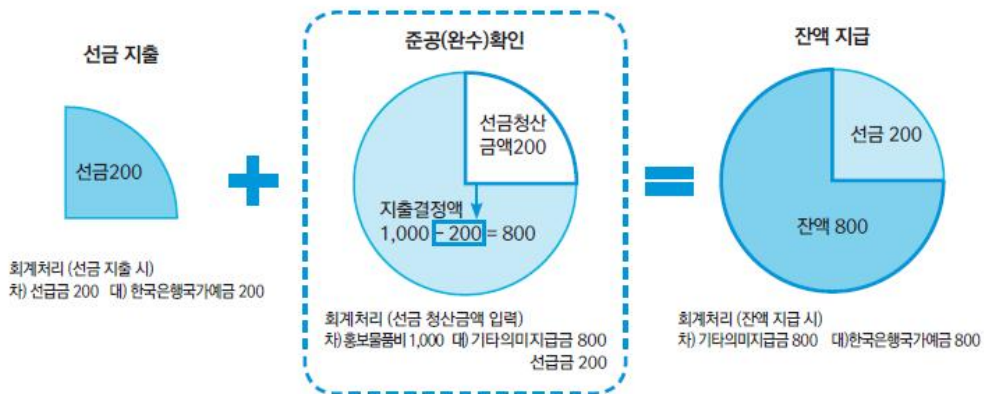 선금 지출
선금200
회계처리 (선금 지출 시)
차) 선급금 200 대) 한국은행국가예금 200
준공(완수)확인
선금청산
금액200
지출결정액
1,000 - 200 = 800
회계처리 (선금 청산금액 입력)
차) 홍보물품비 1,000 대) 기타의미지급금 800
선급금 200
잔액 지급
선금 200
잔액 800
회계처리 (잔액 지급 시)
차) 기타의미지급금 800 대)한국은행국가예금 800